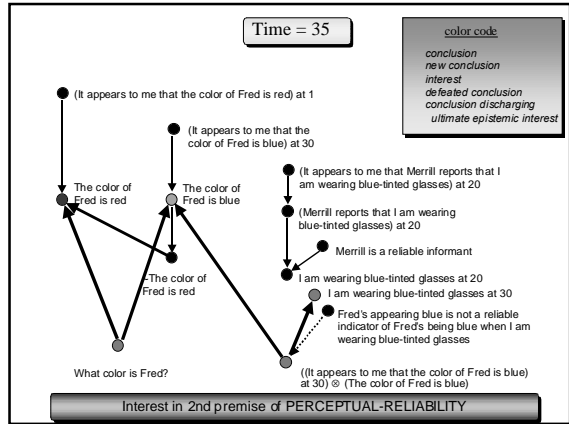 Time = 35
color code
conclusion
new conclusion
interest
defeated conclusion
conclusion discharging
ultimate epistemic interest
(It appears to me that the color of Fred is red) at 1
(It appears to me that the
color of Fred is blue) at 30
(It appears to me that Merrill reports that I
am wearing blue-tinted glasses) at 20
The color of
Fred is red
The color of
Fred is blue
(Merrill reports that I am wearing
blue-tinted glasses) at 20
Merrill is a reliable informant
~The color of
Fred is red
I am wearing blue-tinted glasses at 20
I am wearing blue-tinted glasses at 30
Fred's appearing blue is not a reliable
indicator of Fred's being blue when I am
wearing blue-tinted glasses
What color is Fred?
((It appears to me that the color of Fred is blue)
at 30) ⊗ (The color of Fred is blue)
Interest in 2nd premise of PERCEPTUAL-RELIABILITY